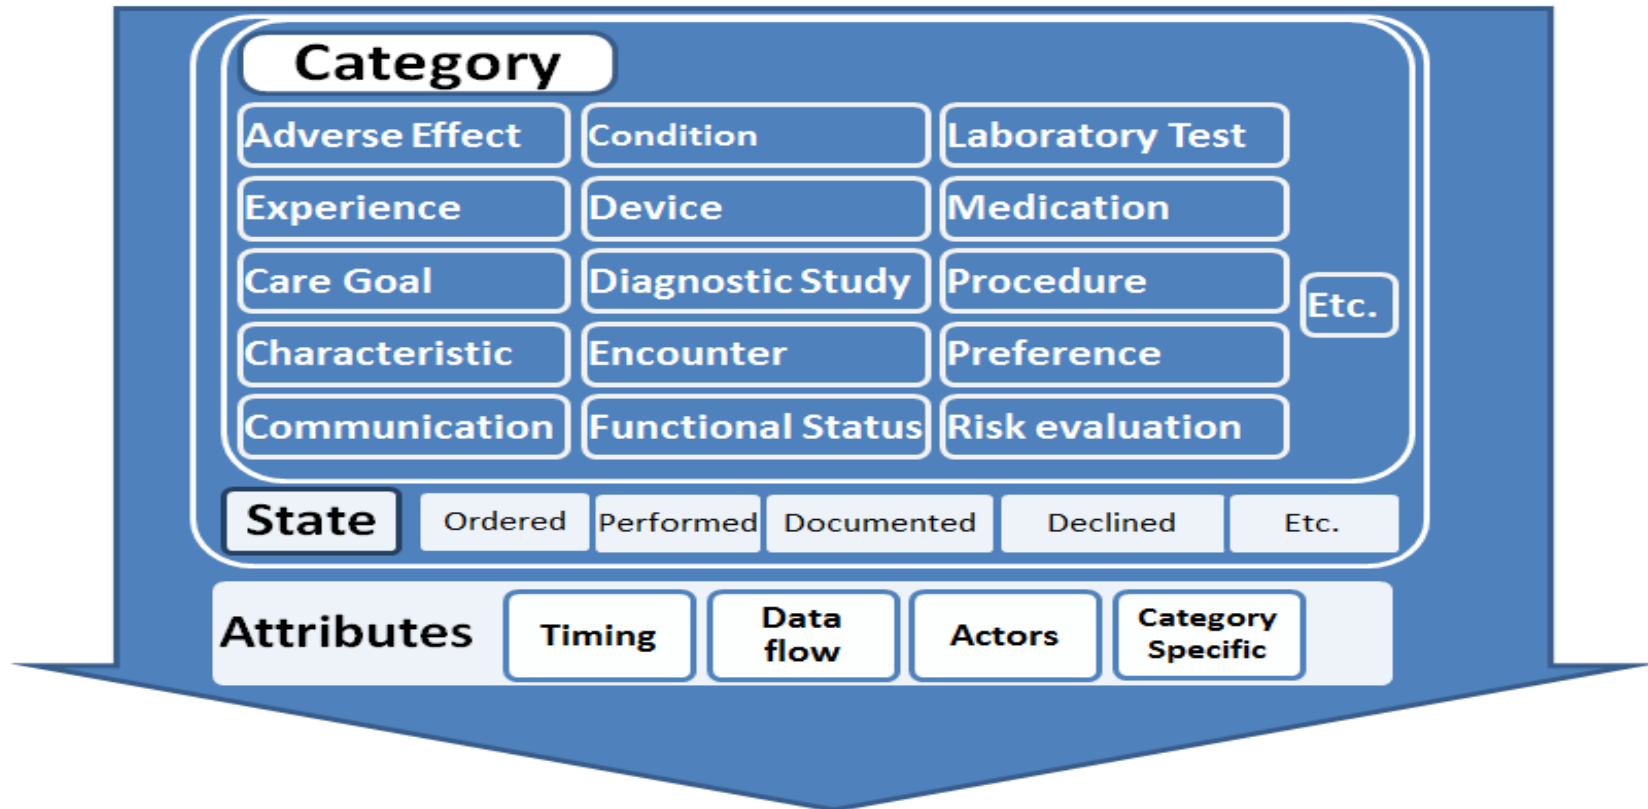 Category
Adverse Effect Condition Laboratory Test
Experience Device Medication
Care Goal Diagnostic Study Procedure
Etc.
Characteristic Encounter Preference
Communication Functional Status Risk evaluation
State Ordered Performed Documented Declined Etc.
Attributes Timing Data flow Actors Category Specific